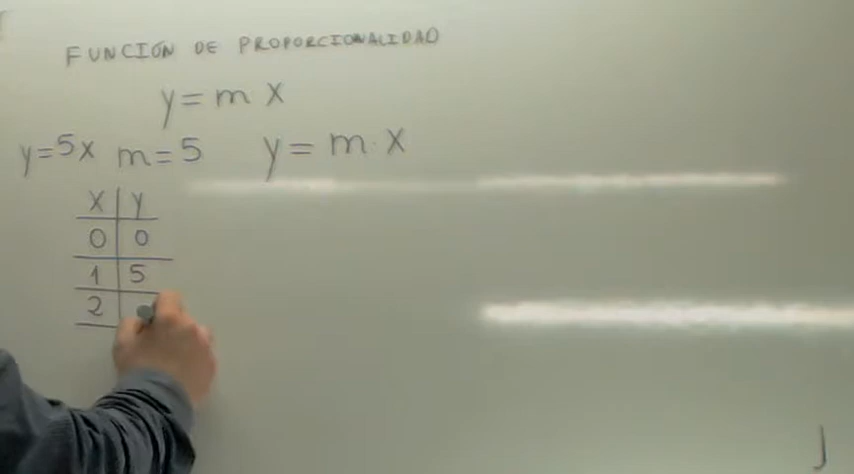 FUNCIÓN DE PROPORCIONALIDAD
y = m x
y=5x m=5 y = m·x
x y
0 0
1 5
2